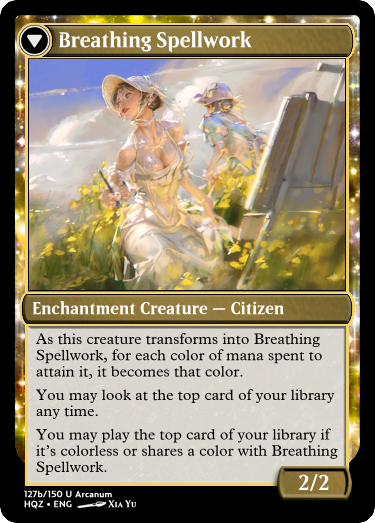 Breathing Spellwork
Enchantment Creature — Citizen
As this creature transforms into Breathing
Spellwork, for each color of mana spent to
attain it, it becomes that color.
You may look at the top card of your library
any time.
You may play the top card of your library if
it's colorless or shares a color with Breathing
Spellwork.
2/2
127b/150 U Arcanum
HQZ • ENG Xia Yu